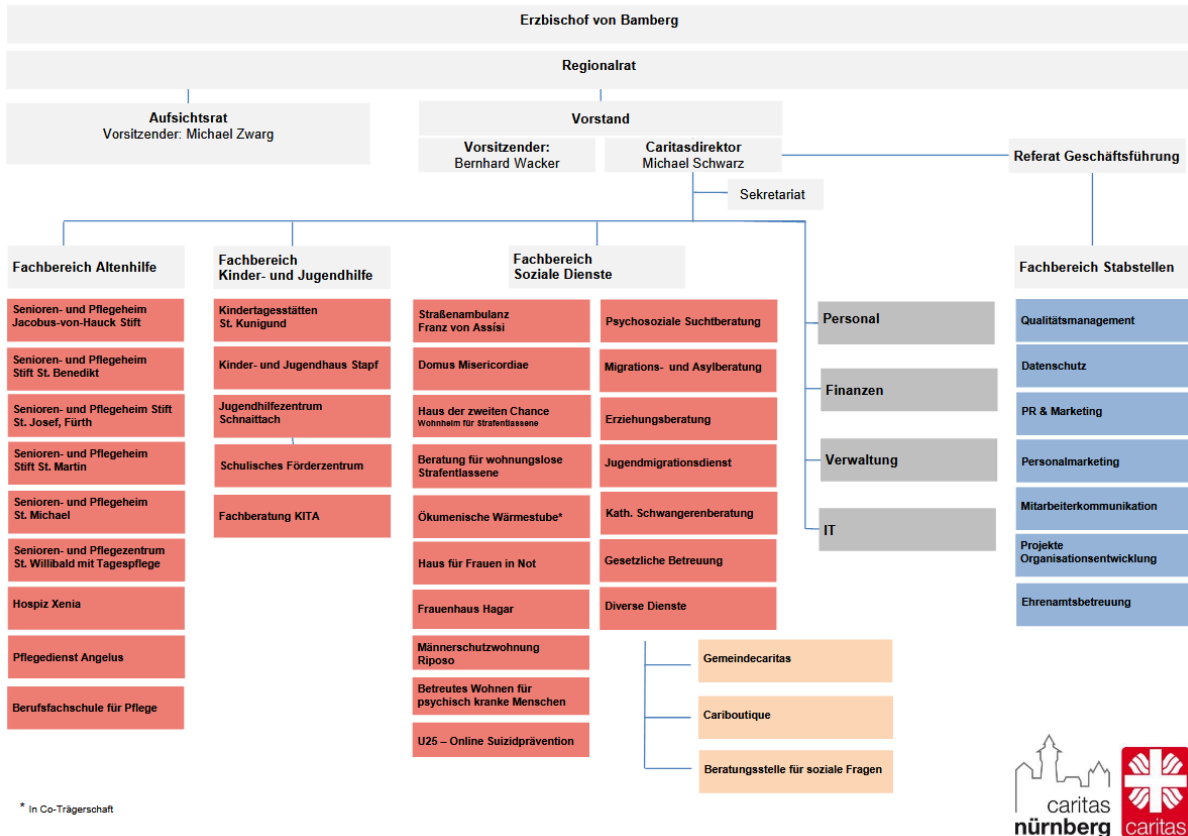 Erzbischof von Bamberg
Regionalrat
Aufsichtsrat
Vorsitzender: Michael Zwarg
Vorstand
Vorsitzender:
Bernhard Wacker
Caritasdirektor
Michael Schwarz
Referat Geschäftsführung
Sekretariat
Fachbereich Altenhilfe
Senioren- und Pflegeheim
Jacobus-von-Hauck Stift
Senioren- und Pflegeheim
Stift St. Benedikt
Senioren- und Pflegeheim Stift
St. Josef, Fürth
Senioren- und Pflegeheim
Stift St. Martin
Senioren- und Pflegeheim
St. Michael
Senioren- und Pflegezentrum
St. Willibald mit Tagespflege
Hospiz Xenia
Pflegedienst Angelus
Berufsfachschule für Pflege
Fachbereich
Kinder- und Jugendhilfe
Kindertagesstätten
St. Kunigund
Kinder- und Jugendhaus Stapf
Jugendhilfezentrum
Schnaittach
Schulisches Förderzentrum
Fachberatung KITA
Fachbereich
Soziale Dienste
Straßenambulanz
Franz von Assísi
Domus Misericordiae
Haus der zweiten Chance
Wohnheim für Strafentlassene
Beratung für wohnungslose
Strafentlassene
Ökumenische Wärmestube*
Haus für Frauen in Not
Frauenhaus Hagar
Männerschutzwohnung
Riposo
Betreutes Wohnen für
psychisch kranke Menschen
U25 – Online Suizidprävention
Psychosoziale Suchtberatung
Migrations- und Asylberatung
Erziehungsberatung
Jugendmigrationsdienst
Kath. Schwangerenberatung
Gesetzliche Betreuung
Diverse Dienste
Gemeindecaritas
Cariboutique
Beratungsstelle für soziale Fragen
Personal
Finanzen
Verwaltung
IT
Fachbereich Stabstellen
Qualitätsmanagement
Datenschutz
PR & Marketing
Personalmarketing
Mitarbeiterkommunikation
Projekte
Organisationsentwicklung
Ehrenamtsbetreuung
* In Co-Trägerschaft
caritas
nürnberg
caritas